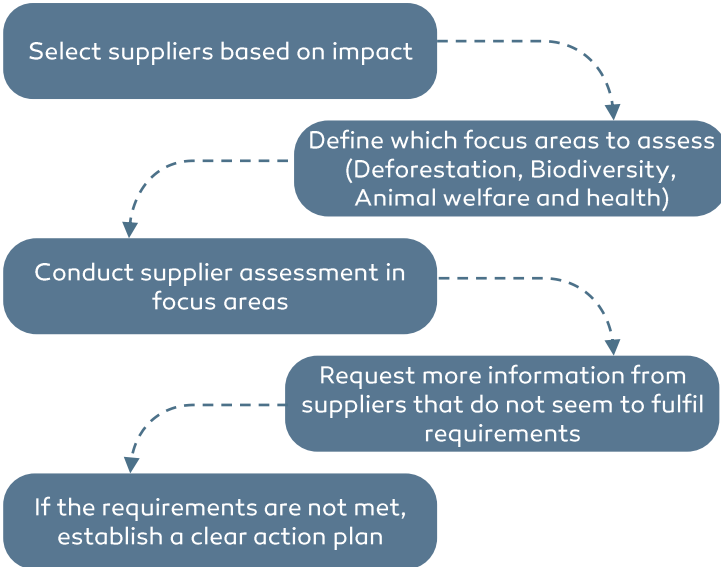 Select suppliers based on impact
Define which focus areas to assess
(Deforestation, Biodiversity,
Animal welfare and health)
Conduct supplier assessment in
focus areas
Request more information from
suppliers that do not seem to fulfil
requirements
If the requirements are not met,
establish a clear action plan